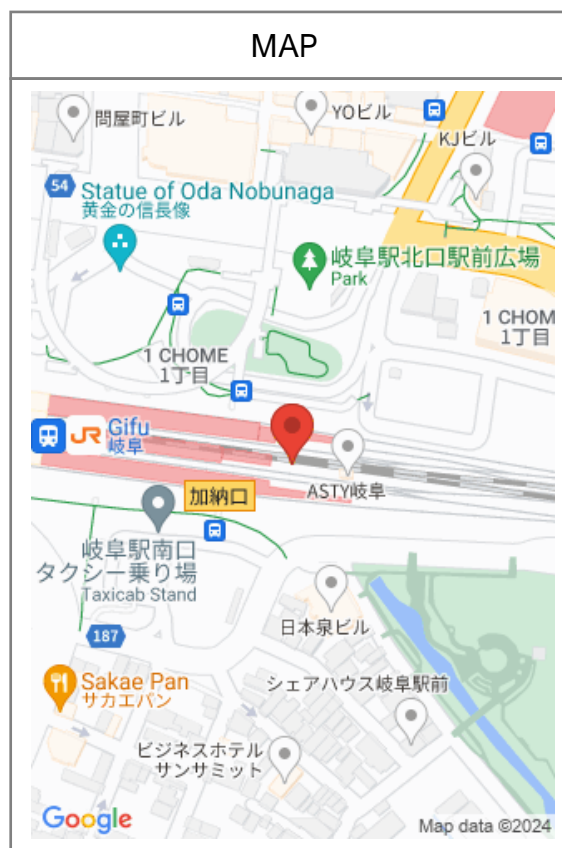 MAP
問屋町ビル
YOビル
KJビル
54
Statue of Oda Nobunaga
黄金の信長像
岐阜駅北口駅前広場
Park
1 CHOM
1丁目
1 CHOME
1丁目
JR
Gifu
岐阜
ASTY岐阜
加納口
岐阜駅南口
タクシー乗り場
Taxicab Stand
日本泉ビル
187
シェアハウス岐阜駅前
Sakae Pan
サカエパン
ビジネスホテル
サンサミット
Google
Map data ©2024